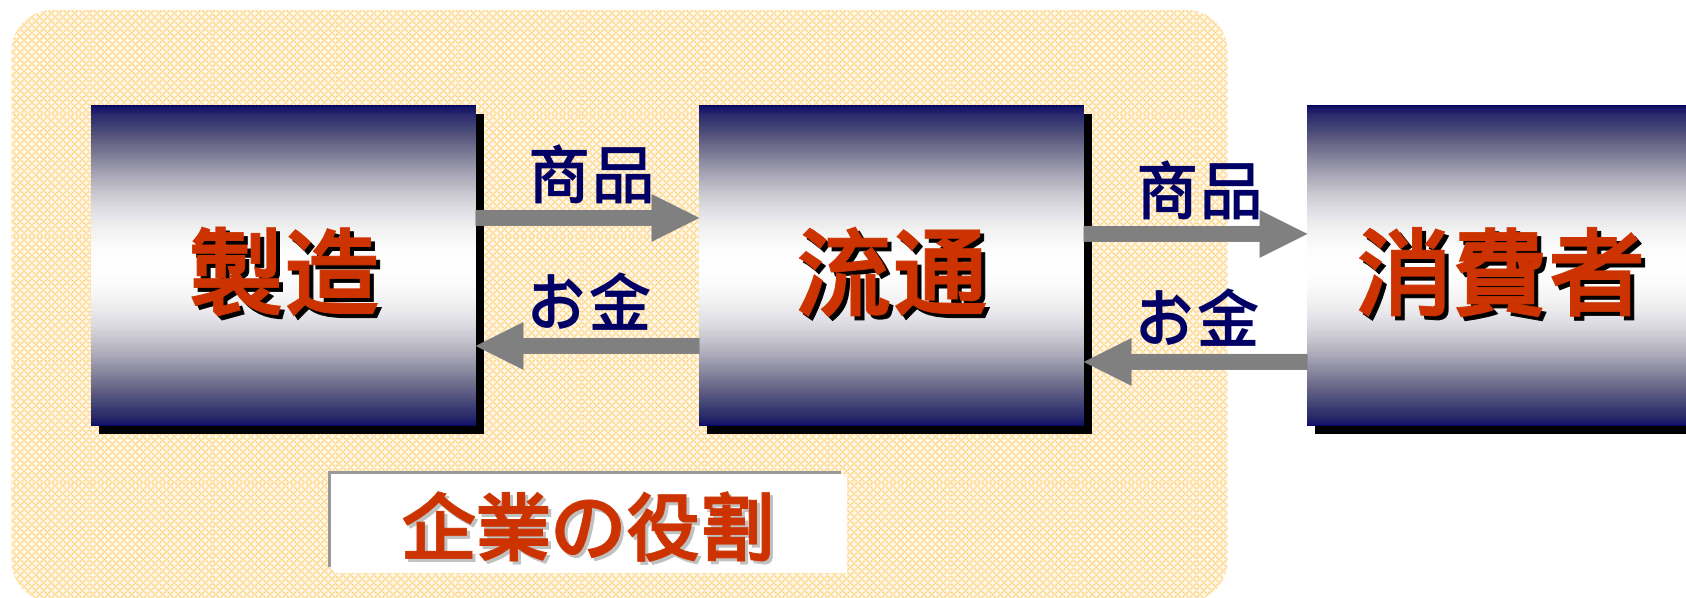 商品
商品
製造
流通
消費者
お金
お金
企業の役割